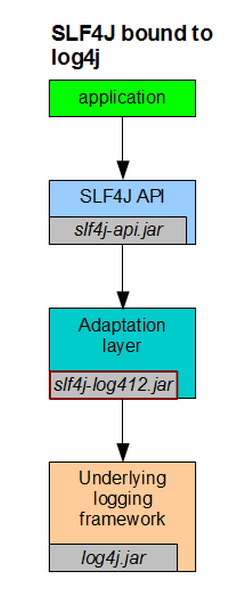 SLF4J bound to
log4j
application
SLF4J API
slf4j-api.jar
Adaptation
layer
slf4j-log412.jar
Underlying
logging
framework
log4j.jar